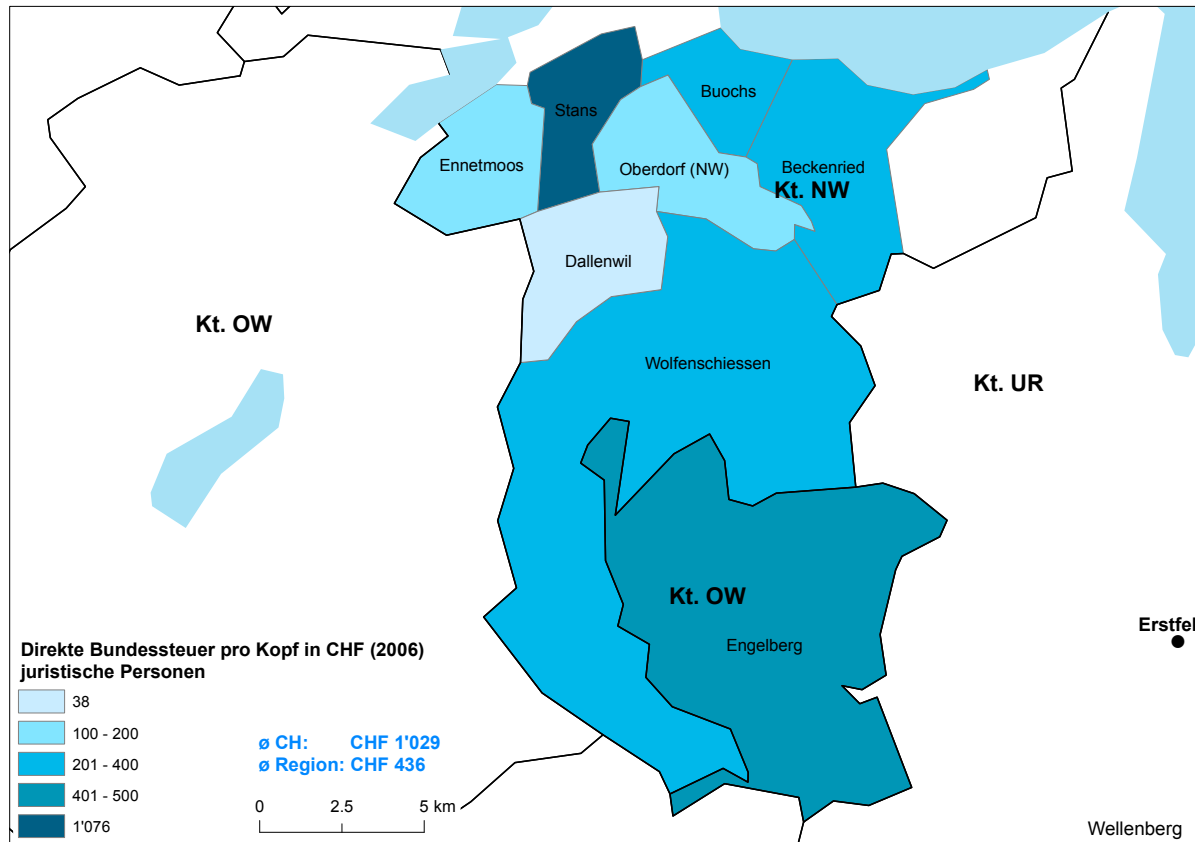 Stans
Buochs
Ennetmoos
Oberdorf (NW)
Beckenried
Kt. NW
Dallenwil
Kt. OW
Wolfenschiessen
Kt. UR
Kt. OW
Engelberg
Erstfel
Direkte Bundessteuer pro Kopf in CHF (2006)
juristische Personen
38
100 - 200
201 - 400
401 - 500
1'076
ø CH: CHF 1'029
ø Region: CHF 436
0 2.5 5 km
Wellenberg